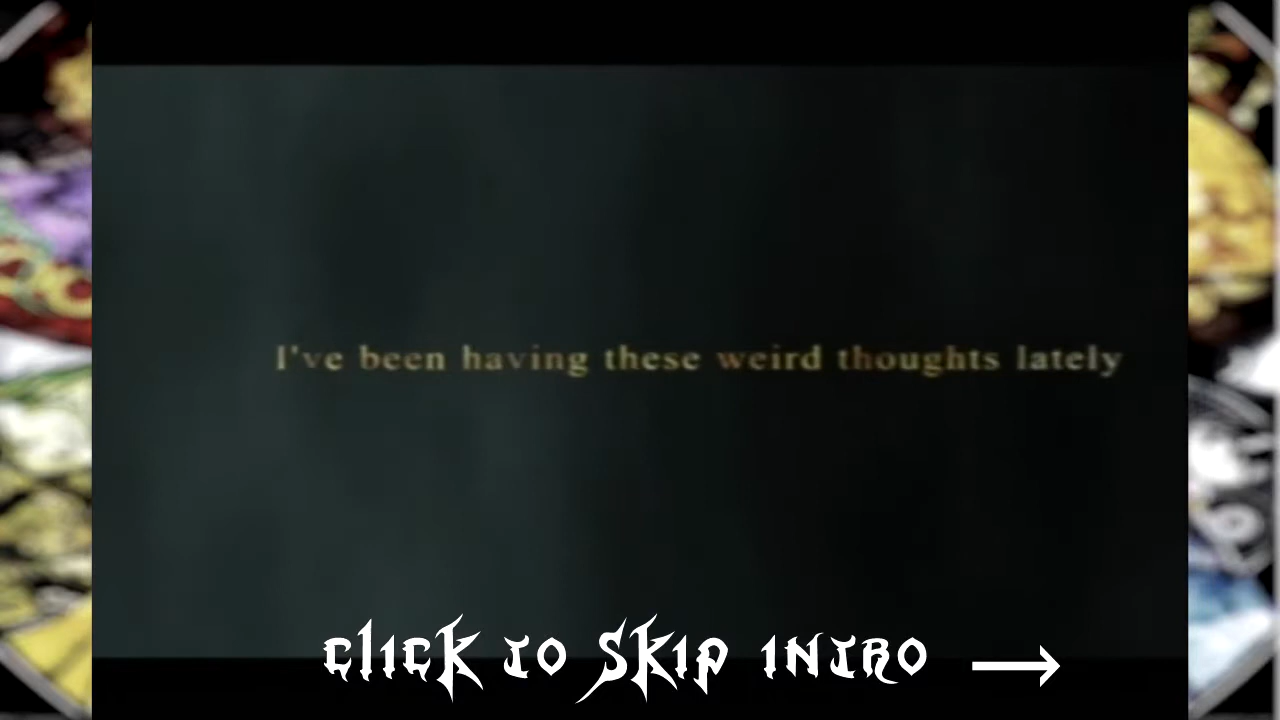 I've been having these weird thoughts lately
click to skip intro →